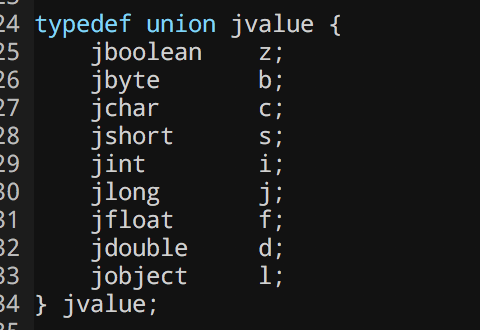 24 typedef union jvalue {
25     jboolean    z;
26     jbyte       b;
27     jchar       c;
28     jshort      s;
29     jint        i;
30     jlong       j;
31     jfloat      f;
32     jdouble     d;
33     jobject     l;
34 } jvalue;